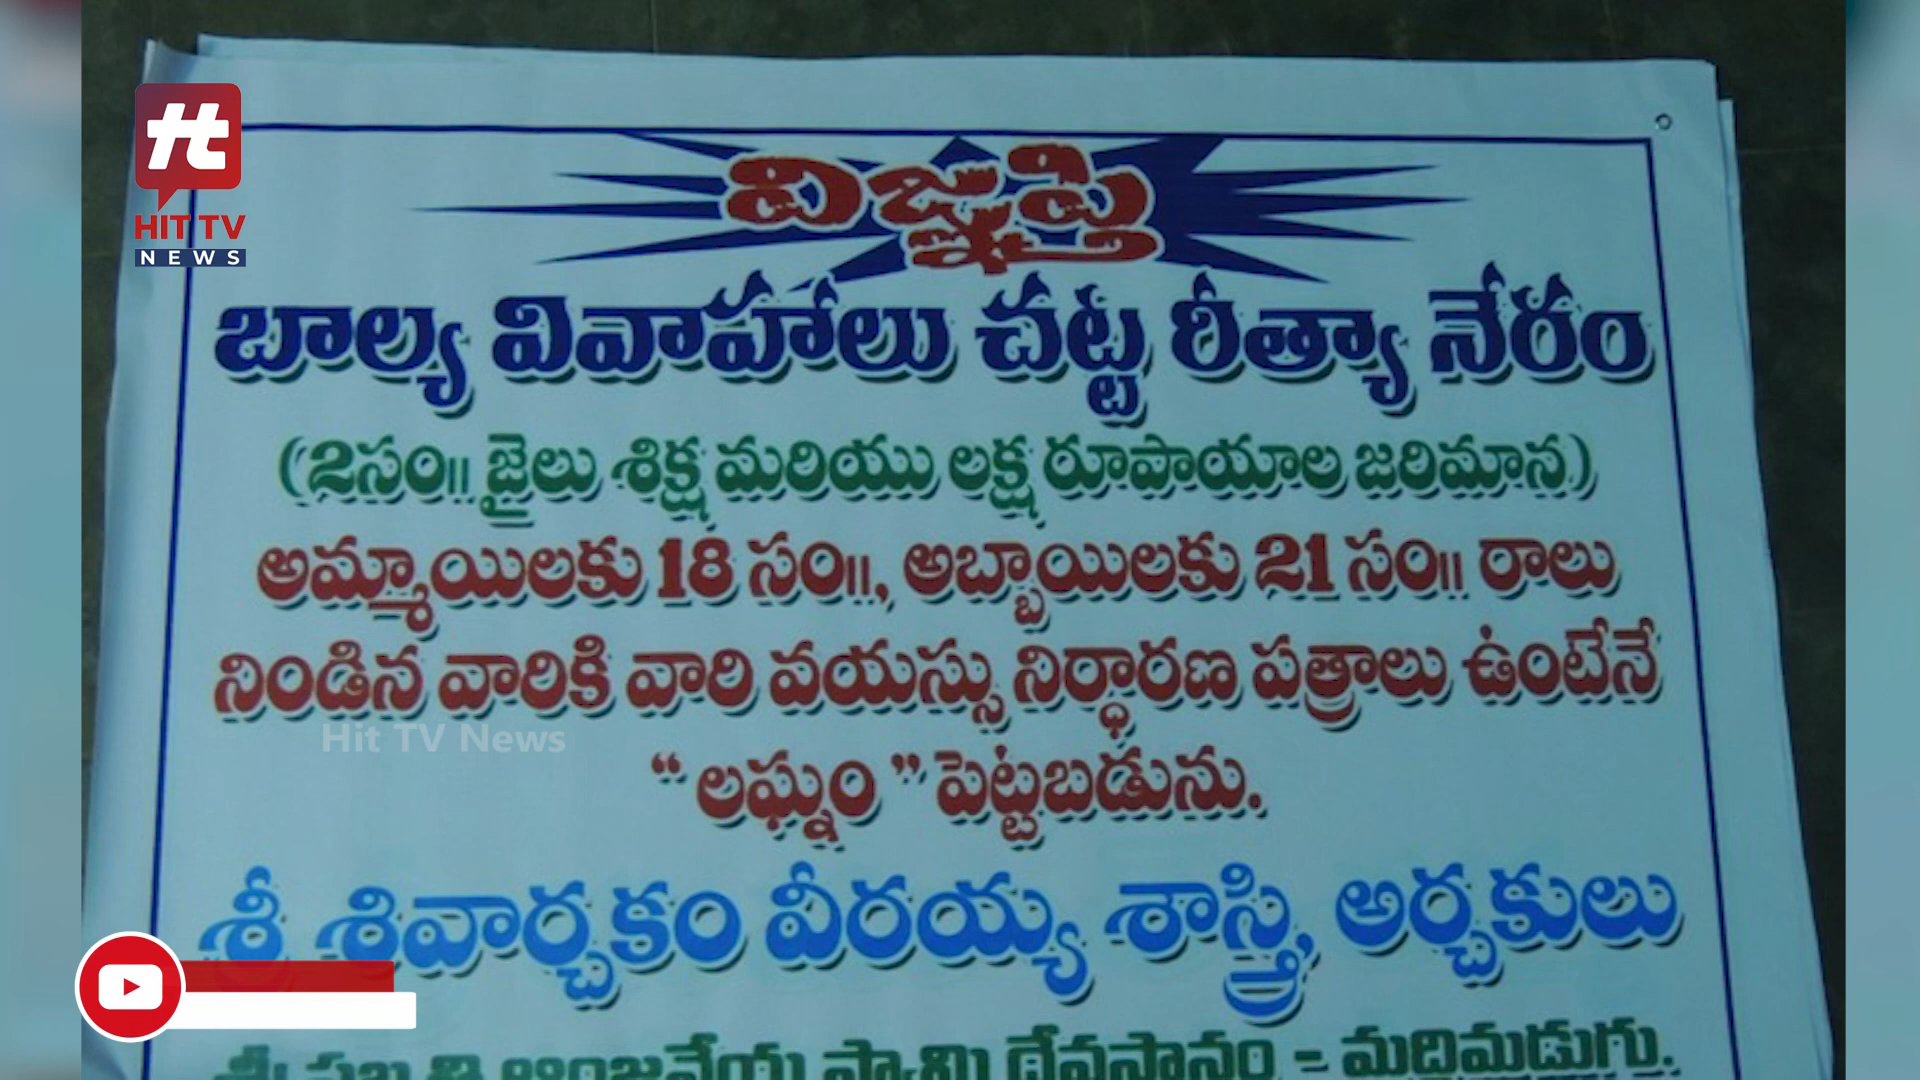 HIT TV
NEWS
విజ్ఞప్తి
బాల్య వివాహాలు చట్ట రీత్యా నేరం
(2సం॥ జైలు శిక్ష మరియు లక్ష రూపాయాల జరిమాన)
అమ్మాయిలకు 18 సం॥, అబ్బాయిలకు 21 సం॥ రాలు
నిండిన వారికి వారి వయస్సు నిర్ధారణ పత్రాలు ఉంటేనే
Hit TV News
“లఘ్నం” పెట్టబడును.
శ్రీ శివార్చకం వీరయ్య శాస్త్రి, అర్చకులు
ఆంజనేయ స్వామి దేవస్థానం - మదిమడుగు.